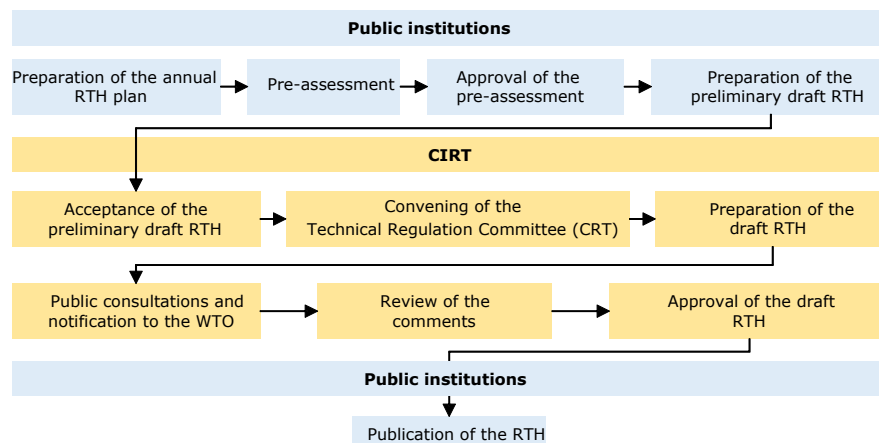 Public institutions
Preparation of the annual
RTH plan
Pre-assessment
Approval of the
pre-assessment
Preparation of the
preliminary draft RTH
CIRT
Acceptance of the
preliminary draft RTH
Convening of the
Technical Regulation Committee (CRT)
Preparation of the
draft RTH
Public consultations and
notification to the WTO
Review of the
comments
Approval of the draft
RTH
Public institutions
Publication of the RTH